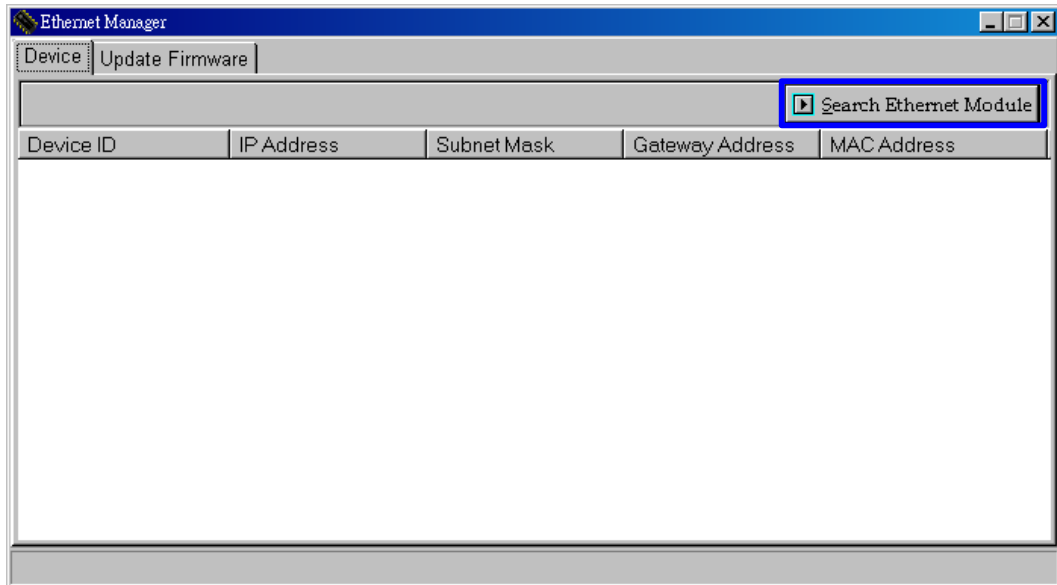 Ethernet Manager
Device Update Firmware
Search Ethernet Module
Device ID IP Address Subnet Mask Gateway Address MAC Address